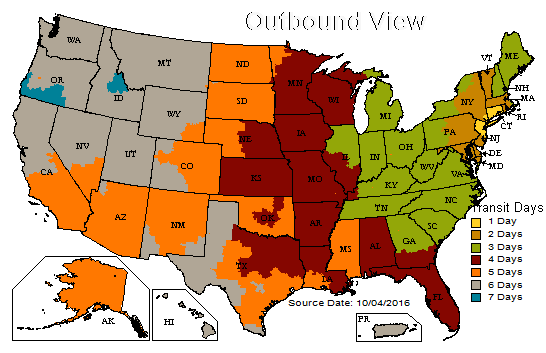 Outbound View
WA
MT
ND
MN
VT
ME
OR
ID
SD
WI
NY
NH
MA
WY
MI
RI
CT
NE
IA
PA
NJ
NV
UT
CO
IL
IN
OH
DE
MD
CA
KS
MO
WV
VA
KY
AZ
NM
OK
AR
TN
NC
TX
MS
AL
GA
SC
LA
FL
Transit Days
1 Day
2 Days
3 Days
4 Days
5 Days
6 Days
7 Days
Source Date: 10/04/2016
AK
HI
PR